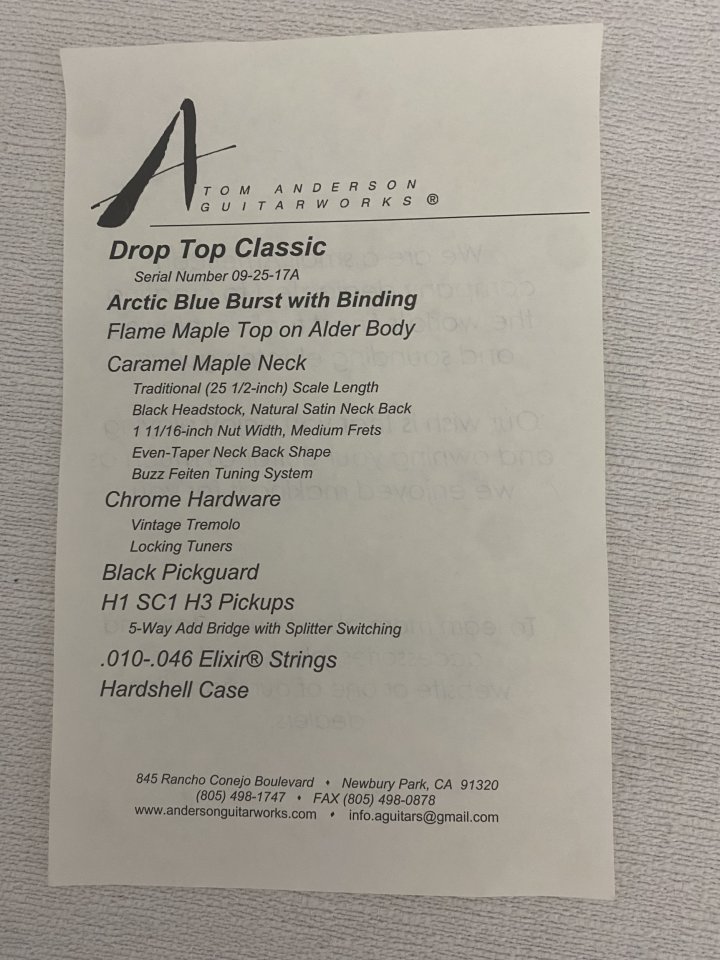 TOM ANDERSON
GUITARWORKS ®
Drop Top Classic
Serial Number 09-25-17A
Arctic Blue Burst with Binding
Flame Maple Top on Alder Body
Caramel Maple Neck
Traditional (25 1/2-inch) Scale Length
Black Headstock, Natural Satin Neck Back
1 11/16-inch Nut Width, Medium Frets
Even-Taper Neck Back Shape
Buzz Feiten Tuning System
Chrome Hardware
Vintage Tremolo
Locking Tuners
Black Pickguard
H1 SC1 H3 Pickups
5-Way Add Bridge with Splitter Switching
.010-.046 Elixir® Strings
Hardshell Case
845 Rancho Conejo Boulevard ♦ Newbury Park, CA 91320
(805) 498-1747 ♦ FAX (805) 498-0878
www.andersonguitarworks.com ♦ info.aguitars@gmail.com